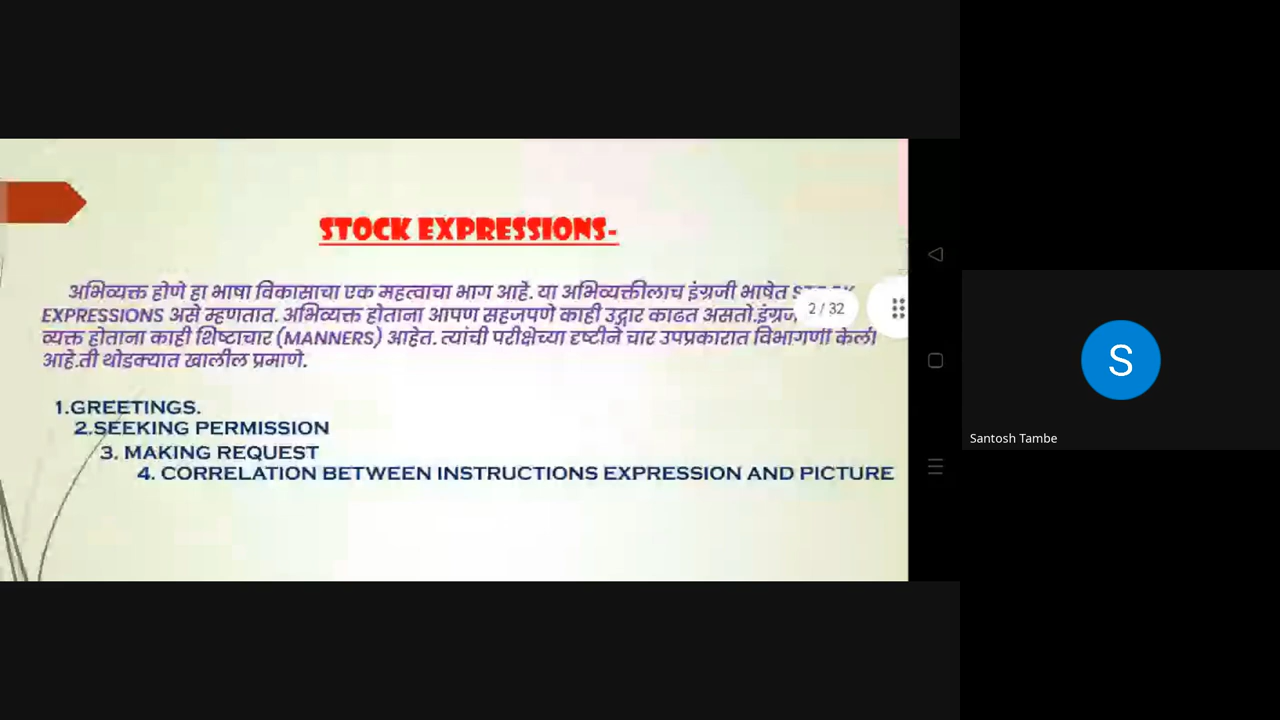 STOCK EXPRESSIONS-
अभिव्यक्त होणे हा भाषा विकासाचा एक महत्वाचा भाग आहे. या अभिव्यक्तीलाच इंग्रजी भाषेत
EXPRESSIONS असे म्हणतात. अभिव्यक्त होताना आपण सहजपणे काही उद्गार काढत असतो.
2 / 32
व्यक्त होताना काही शिष्टाचार (MANNERS) आहेत. त्यांची परीक्षेच्या दृष्टीने चार उपप्रकारात विभागणी केली
आहे.ती थोडक्यात खालील प्रमाणे.
1.GREETINGS.
2.SEEKING PERMISSION
3. MAKING REQUEST
4. CORRELATION BETWEEN INSTRUCTIONS EXPRESSION AND PICTURE
S
Santosh Tambe